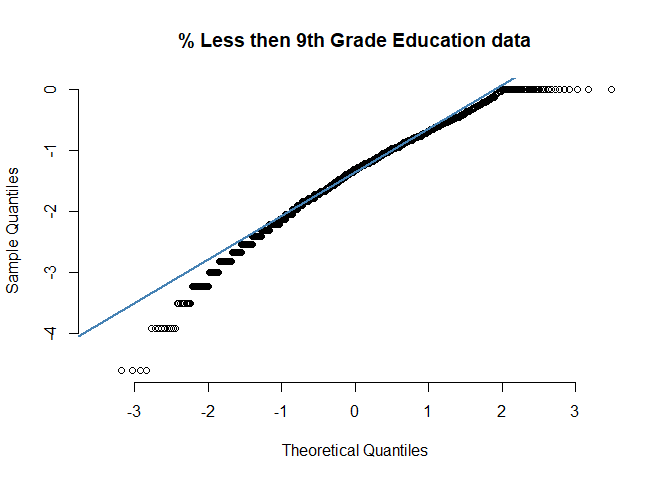 % Less then 9th Grade Education data
Sample Quantiles
0
-1
-2
-3
-4
-3 -2 -1 0 1 2 3
Theoretical Quantiles